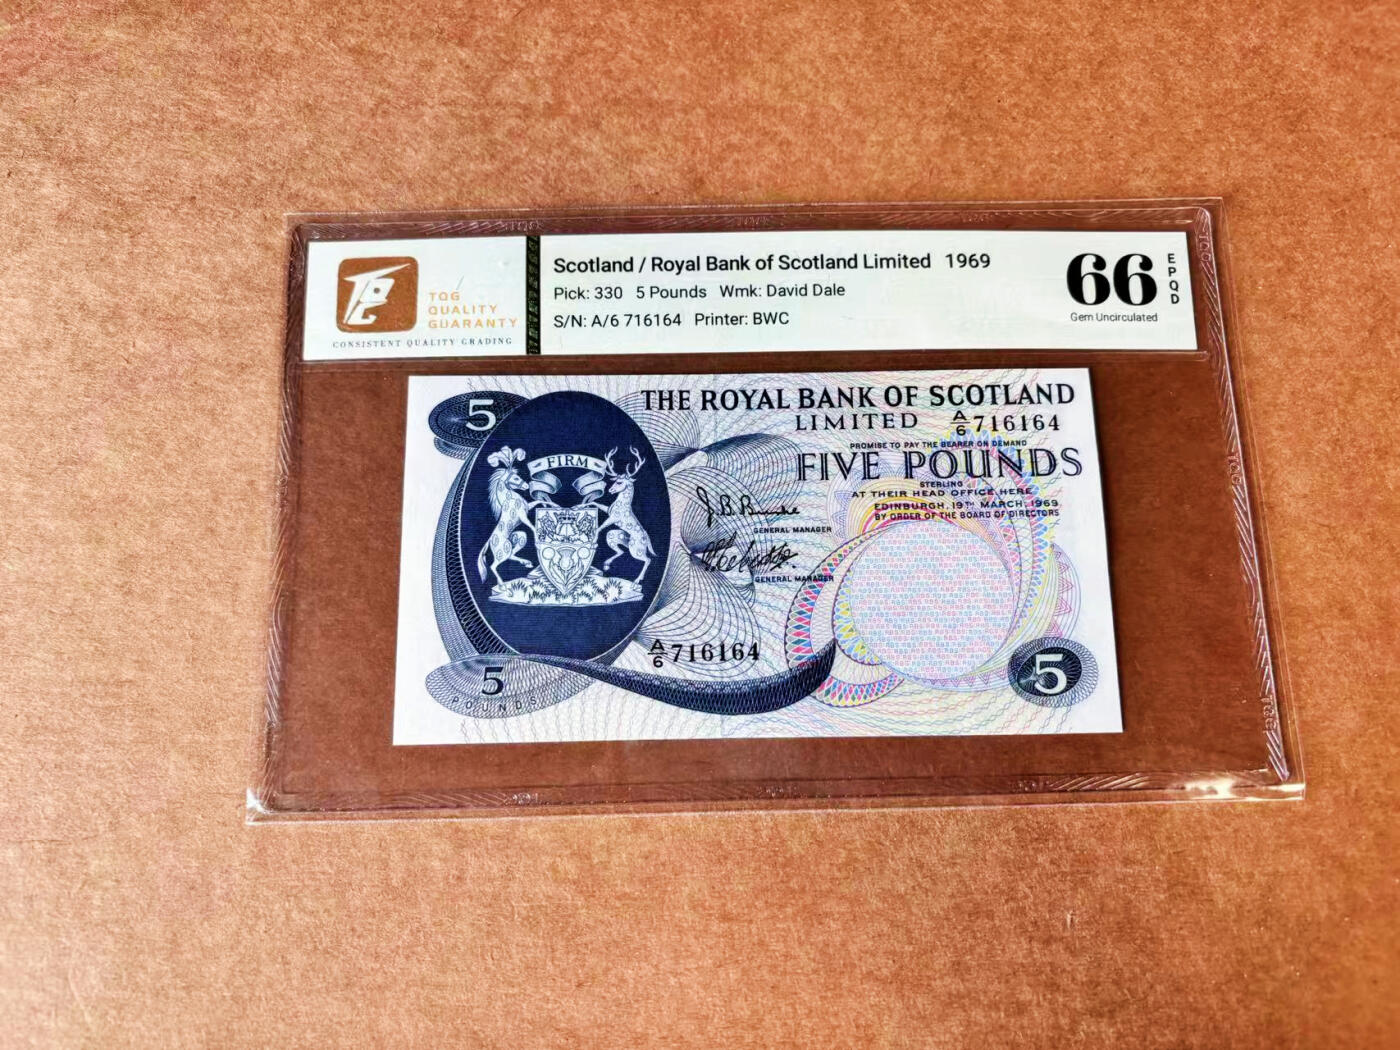 TQG
QUALITY
GUARANTY
CONSISTENT QUALITY GRADING
Scotland / Royal Bank of Scotland Limited 1969
Pick: 330 5 Pounds Wmk: David Dale
S/N: A/6 716164 Printer: BWC
66
EPQD
Gem Uncirculated
5
THE ROYAL BANK OF SCOTLAND
LIMITED A/6 716164
PROMISE TO PAY THE BEARER ON DEMAND
FIVE POUNDS
STERLING
AT THEIR HEAD OFFICE HERE
EDINBURGH, 19TH MARCH, 1969.
BY ORDER OF THE BOARD OF DIRECTORS
FIRM
GENERAL MANAGER
GENERAL MANAGER
A/6 716164
5
POUNDS
5